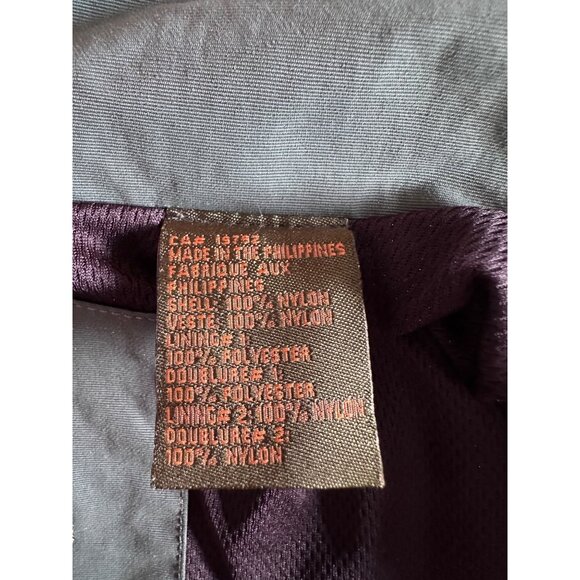 CA# 19732
MADE IN THE PHILIPPINES
FABRIQUE AUX
PHILIPPINES
SHELL 100% NYLON
VESTE 100% NYLON
LINING# 1
100% POLYESTER
DOUBLURE# 1
100% POLYESTER
LINING# 2 100% NYLON
DOUBLURE# 2
100% NYLON